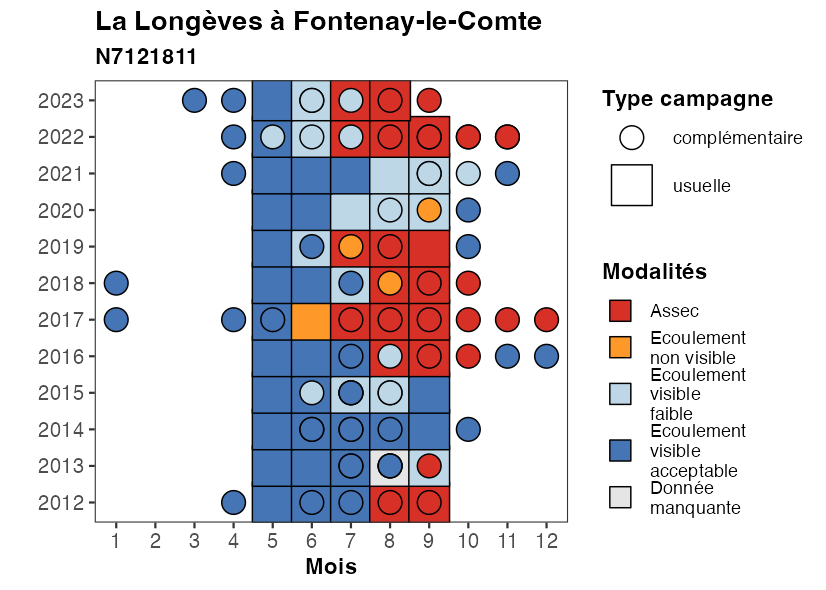 La Longèves à Fontenay-le-Comte
N7121811
2023
2022
2021
2020
2019
2018
2017
2016
2015
2014
2013
2012
1 2 3 4 5 6 7 8 9 10 11 12
Mois
Type campagne
complémentaire
usuelle
Modalités
Assec
Ecoulement
non visible
Ecoulement
visible
faible
Ecoulement
visible
acceptable
Donnée
manquante